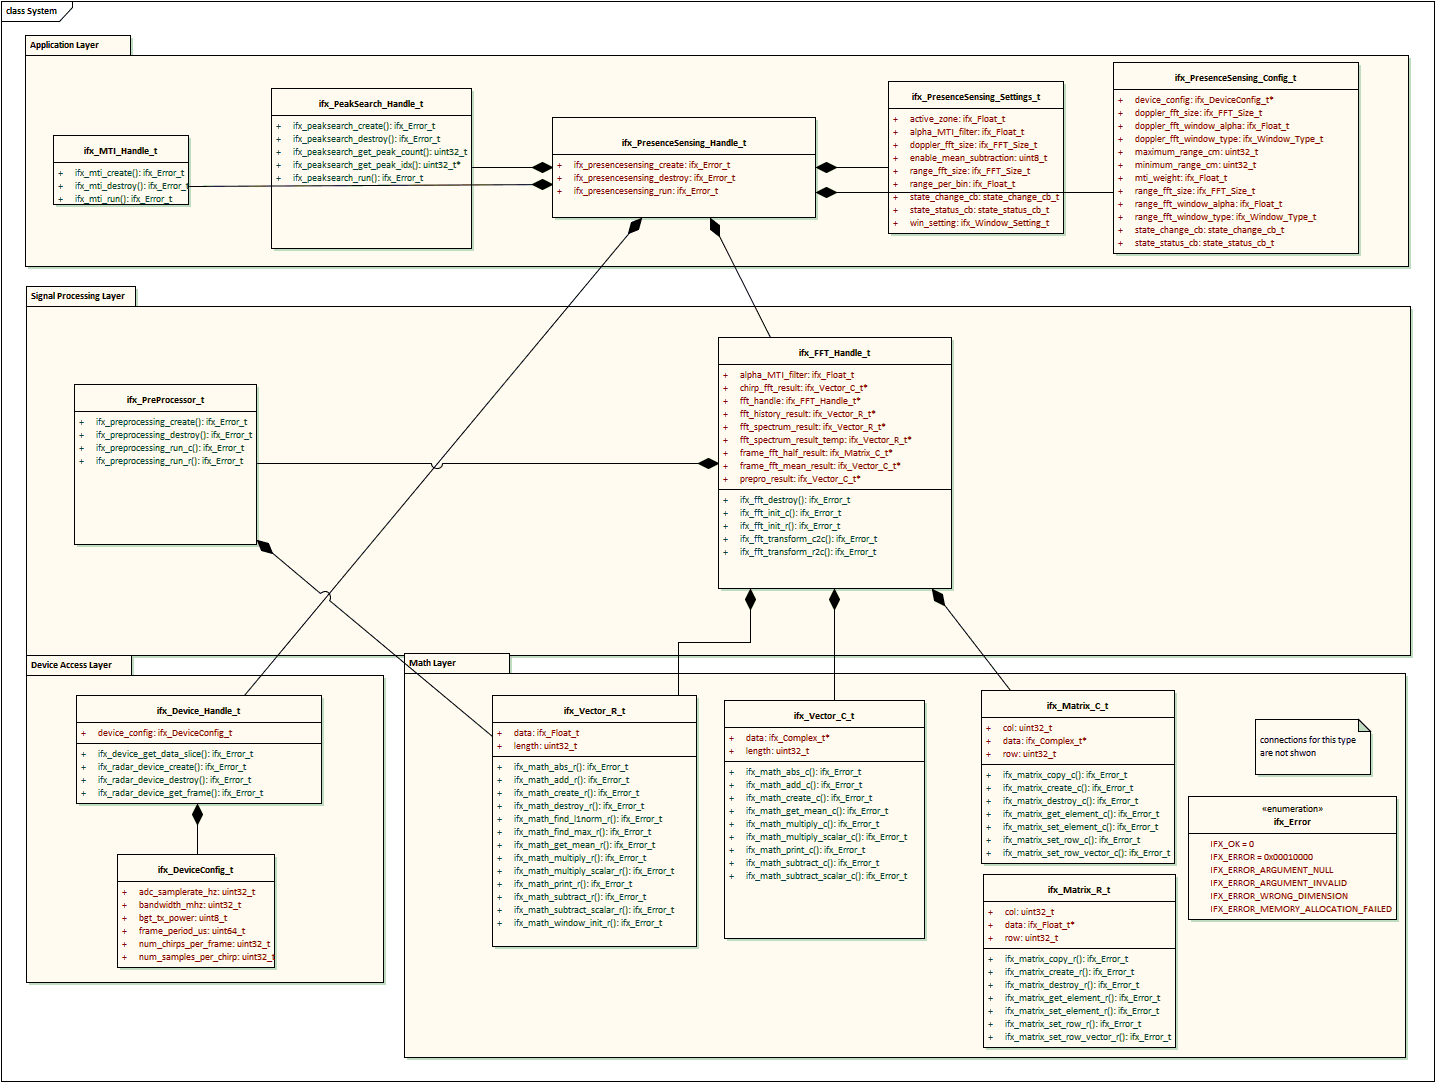 class System
Application Layer
ifx_MTI_Handle_t
+ ifx_mti_create(): ifx_Error_t
+ ifx_mti_destroy(): ifx_Error_t
+ ifx_mti_run(): ifx_Error_t
ifx_PeakSearch_Handle_t
+ ifx_peaksearch_create(): ifx_Error_t
+ ifx_peaksearch_destroy(): ifx_Error_t
+ ifx_peaksearch_get_peak_count(): uint32_t
+ ifx_peaksearch_get_peak_idx(): uint32_t*
+ ifx_peaksearch_run(): ifx_Error_t
ifx_PresenceSensing_Handle_t
+ ifx_presencesensing_create: ifx_Error_t
+ ifx_presencesensing_destroy: ifx_Error_t
+ ifx_presencesensing_run: ifx_Error_t
ifx_PresenceSensing_Settings_t
+ active_zone: ifx_Float_t
+ alpha_MTI_filter: ifx_Float_t
+ doppler_fft_size: ifx_FFT_Size_t
+ enable_mean_subtraction: uint8_t
+ range_fft_size: ifx_FFT_Size_t
+ range_per_bin: ifx_Float_t
+ state_change_cb: state_change_cb_t
+ state_status_cb: state_status_cb_t
+ win_setting: ifx_Window_Setting_t
ifx_PresenceSensing_Config_t
+ device_config: ifx_DeviceConfig_t*
+ doppler_fft_size: ifx_FFT_Size_t
+ doppler_fft_window_alpha: ifx_Float_t
+ doppler_fft_window_type: ifx_Window_Type_t
+ maximum_range_cm: uint32_t
+ minimum_range_cm: uint32_t
+ mti_weight: ifx_Float_t
+ range_fft_size: ifx_FFT_Size_t
+ range_fft_window_alpha: ifx_Float_t
+ range_fft_window_type: ifx_Window_Type_t
+ state_change_cb: state_change_cb_t
+ state_status_cb: state_status_cb_t
Signal Processing Layer
ifx_PreProcessor_t
+ ifx_preprocessing_create(): ifx_Error_t
+ ifx_preprocessing_destroy(): ifx_Error_t
+ ifx_preprocessing_run_c(): ifx_Error_t
+ ifx_preprocessing_run_r(): ifx_Error_t
ifx_FFT_Handle_t
+ alpha_MTI_filter: ifx_Float_t
+ chirp_fft_result: ifx_Vector_C_t*
+ fft_handle: ifx_FFT_Handle_t*
+ fft_history_result: ifx_Vector_R_t*
+ fft_spectrum_result: ifx_Vector_R_t*
+ fft_spectrum_result_temp: ifx_Vector_R_t*
+ frame_fft_half_result: ifx_Matrix_C_t*
+ frame_fft_mean_result: ifx_Vector_C_t*
+ prepro_result: ifx_Vector_C_t*
+ ifx_fft_destroy(): ifx_Error_t
+ ifx_fft_init_c(): ifx_Error_t
+ ifx_fft_init_r(): ifx_Error_t
+ ifx_fft_transform_c2c(): ifx_Error_t
+ ifx_fft_transform_r2c(): ifx_Error_t
Device Access Layer
ifx_Device_Handle_t
+ device_config: ifx_DeviceConfig_t
+ ifx_device_get_data_slice(): ifx_Error_t
+ ifx_radar_device_create(): ifx_Error_t
+ ifx_radar_device_destroy(): ifx_Error_t
+ ifx_radar_device_get_frame(): ifx_Error_t
ifx_DeviceConfig_t
+ adc_samplerate_hz: uint32_t
+ bandwidth_mhz: uint32_t
+ bgt_tx_power: uint8_t
+ frame_period_us: uint64_t
+ num_chirps_per_frame: uint32_t
+ num_samples_per_chirp: uint32_t
Math Layer
ifx_Vector_R_t
+ data: ifx_Float_t
+ length: uint32_t
+ ifx_math_abs_r(): ifx_Error_t
+ ifx_math_add_r(): ifx_Error_t
+ ifx_math_create_r(): ifx_Error_t
+ ifx_math_destroy_r(): ifx_Error_t
+ ifx_math_find_l1norm_r(): ifx_Error_t
+ ifx_math_find_max_r(): ifx_Error_t
+ ifx_math_get_mean_r(): ifx_Error_t
+ ifx_math_multiply_r(): ifx_Error_t
+ ifx_math_multiply_scalar_r(): ifx_Error_t
+ ifx_math_print_r(): ifx_Error_t
+ ifx_math_subtract_r(): ifx_Error_t
+ ifx_math_subtract_scalar_r(): ifx_Error_t
+ ifx_math_window_init_r(): ifx_Error_t
ifx_Vector_C_t
+ data: ifx_Complex_t*
+ length: uint32_t
+ ifx_math_abs_c(): ifx_Error_t
+ ifx_math_add_c(): ifx_Error_t
+ ifx_math_create_c(): ifx_Error_t
+ ifx_math_get_mean_c(): ifx_Error_t
+ ifx_math_multiply_c(): ifx_Error_t
+ ifx_math_multiply_scalar_c(): ifx_Error_t
+ ifx_math_print_c(): ifx_Error_t
+ ifx_math_subtract_c(): ifx_Error_t
+ ifx_math_subtract_scalar_c(): ifx_Error_t
ifx_Matrix_C_t
+ col: uint32_t
+ data: ifx_Complex_t*
+ row: uint32_t
+ ifx_matrix_copy_c(): ifx_Error_t
+ ifx_matrix_create_c(): ifx_Error_t
+ ifx_matrix_destroy_c(): ifx_Error_t
+ ifx_matrix_get_element_c(): ifx_Error_t
+ ifx_matrix_set_element_c(): ifx_Error_t
+ ifx_matrix_set_row_c(): ifx_Error_t
+ ifx_matrix_set_row_vector_c(): ifx_Error_t
ifx_Matrix_R_t
+ col: uint32_t
+ data: ifx_Float_t*
+ row: uint32_t
+ ifx_matrix_copy_r(): ifx_Error_t
+ ifx_matrix_create_r(): ifx_Error_t
+ ifx_matrix_destroy_r(): ifx_Error_t
+ ifx_matrix_get_element_r(): ifx_Error_t
+ ifx_matrix_set_element_r(): ifx_Error_t
+ ifx_matrix_set_row_r(): ifx_Error_t
+ ifx_matrix_set_row_vector_r(): ifx_Error_t
connections for this type
are not shwon
«enumeration»
ifx_Error
IFX_OK = 0
IFX_ERROR = 0x00010000
IFX_ERROR_ARGUMENT_NULL
IFX_ERROR_ARGUMENT_INVALID
IFX_ERROR_WRONG_DIMENSION
IFX_ERROR_MEMORY_ALLOCATION_FAILED